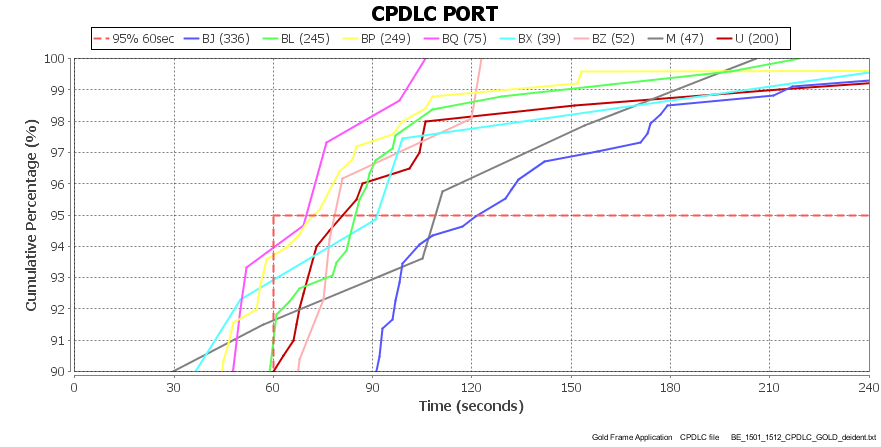 CPDLC PORT
95% 60sec BJ (336) BL (245) BP (249) BQ (75) BX (39) BZ (52) M (47) U (200)
Cumulative Percentage (%)
100
99
98
97
96
95
94
93
92
91
90
0 30 60 90 120 150 180 210 240
Time (seconds)
Gold Frame Application CPDLC file BE_1501_1512_CPDLC_GOLD_deident.txt